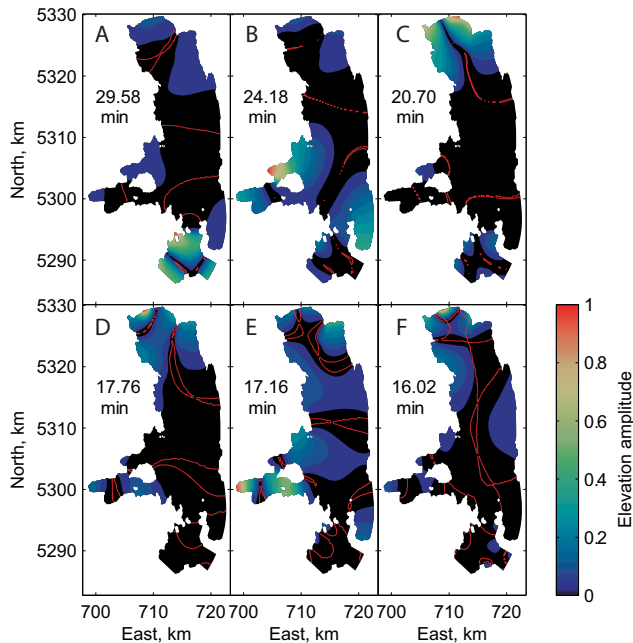 A
B
C
5330
5320
5310
5300
5290
North, km
29.58
min
24.18
min
20.70
min
D
E
F
5330
5320
5310
5300
5290
North, km
17.76
min
17.16
min
16.02
min
700 710 720
700 710 720
700 710 720
East, km
East, km
East, km
1
0.8
0.6
0.4
0.2
0
Elevation amplitude